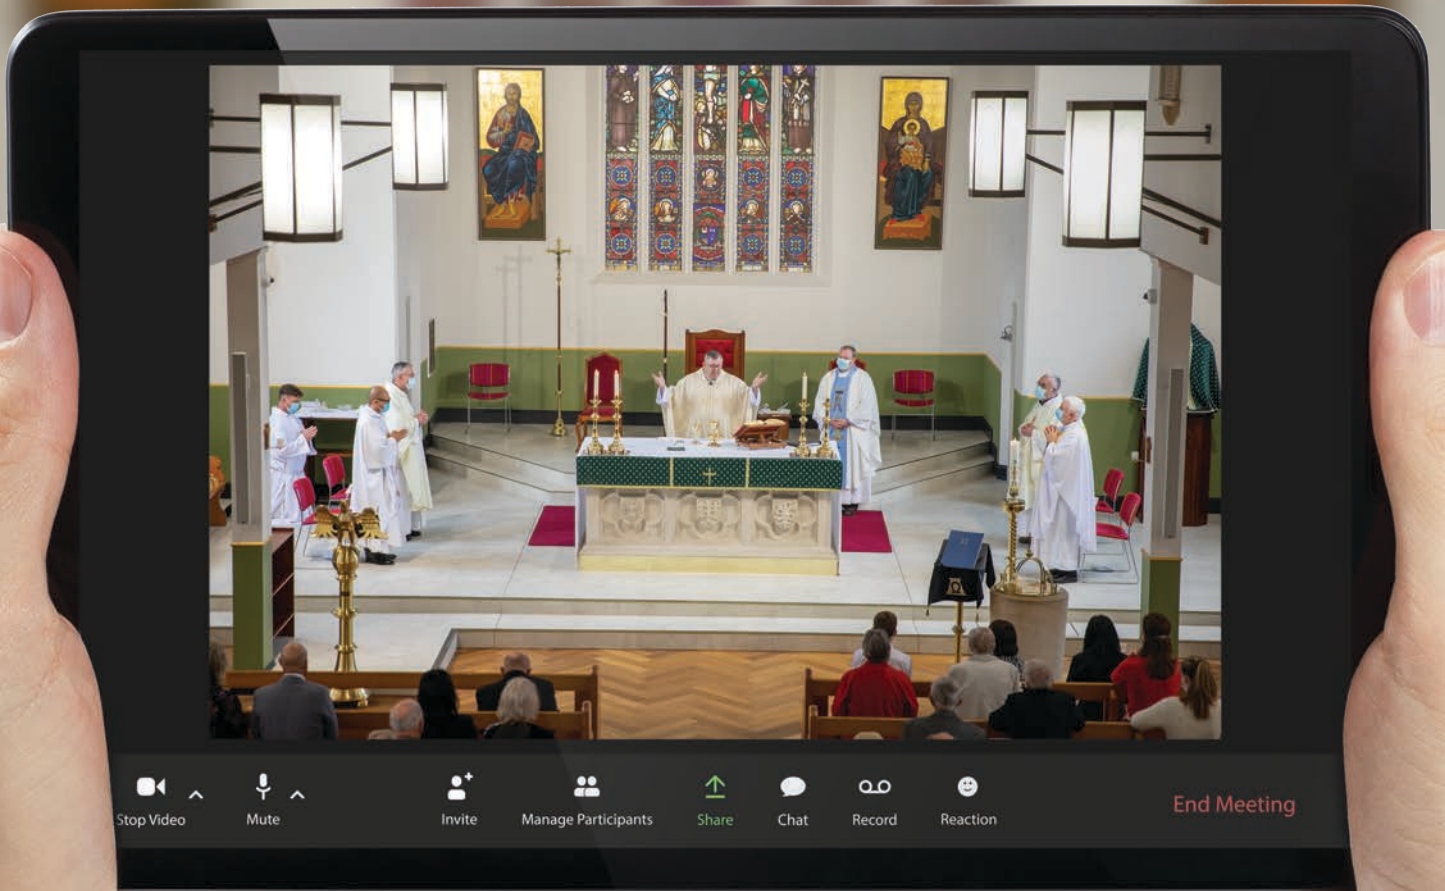 Stop Video
Mute
Invite
Manage Participants
Share
Chat
Record
Reaction
End Meeting